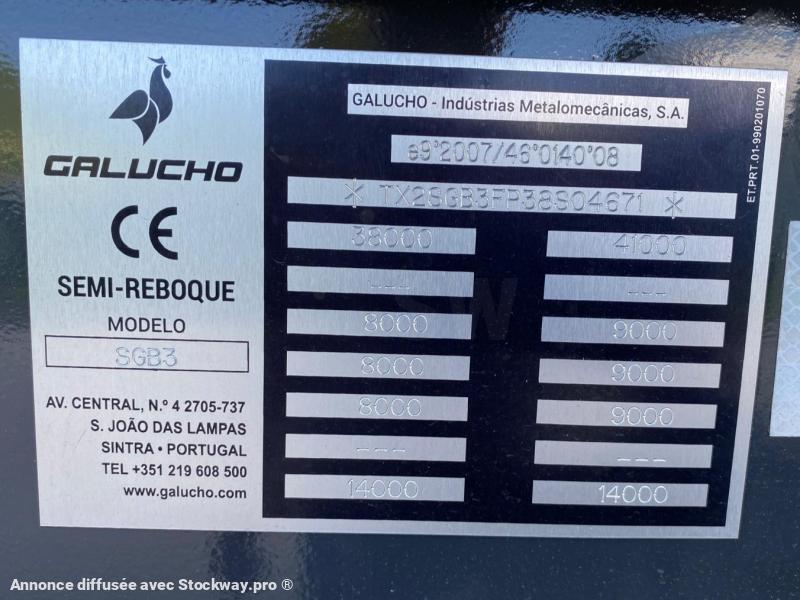 GALUCHO
CE
SEMI-REBOQUE
MODELO
SGB3
AV. CENTRAL, N.º 4 2705-737
S. JOÃO DAS LAMPAS
SINTRA • PORTUGAL
TEL +351 219 608 500
www.galucho.com
GALUCHO - Indústrias Metalomecânicas, S.A.
e9*2007/46*0140*08
* TX2SGB3FP38S04671 *
38000 41000
--- ---
8000 9000
8000 9000
8000 9000
--- ---
14000 14000
ET.PRT.01-990201070
SW
Annonce diffusée avec Stockway.pro ®